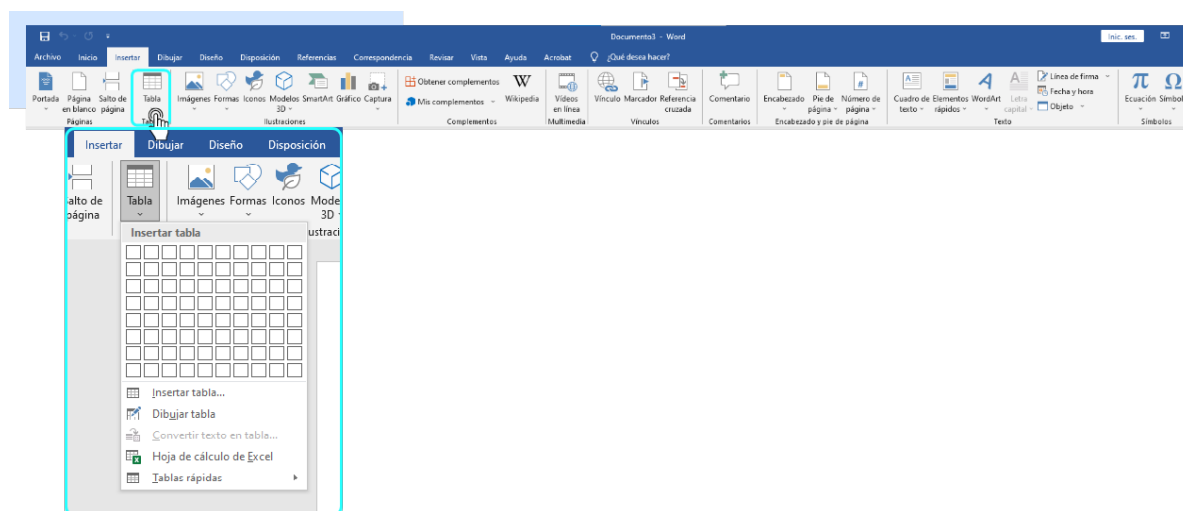 Documento3 - Word
Inic. ses.
Archivo Inicio Insertar Dibujar Diseño Disposición Referencias Correspondencia Revisar Vista Ayuda Acrobat ¿Qué desea hacer?
Portada Página en blanco Salto de página Tabla Imágenes Formas Iconos Modelos 3D SmartArt Gráfico Captura Obtener complementos Mis complementos Wikipedia Vídeos en línea Vínculo Marcador Referencia cruzada Comentario Encabezado Pie de página Número de página Cuadro de texto Elementos rápidos WordArt Letra capital Línea de firma Fecha y hora Objeto Ecuación
Páginas Ilustraciones Complementos Multimedia Vínculos Comentarios Encabezado y pie de página Texto Símbolos
Insertar Dibujar Diseño Disposición
página Tabla Imágenes Formas Iconos
3D
Insertar tabla
Insertar tabla...
Dibujar tabla
Convertir texto en tabla...
Hoja de cálculo de Excel
Tablas rápidas